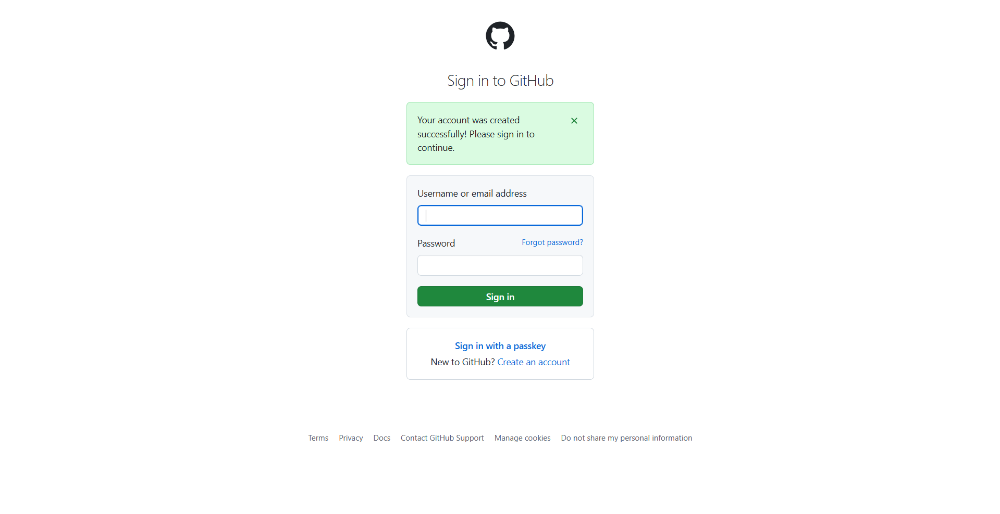 Sign in to GitHub
Your account was created
successfully! Please sign in to
continue.
Username or email address
Password Forgot password?
Sign in
Sign in with a passkey
New to GitHub? Create an account
Terms Privacy Docs Contact GitHub Support Manage cookies Do not share my personal information